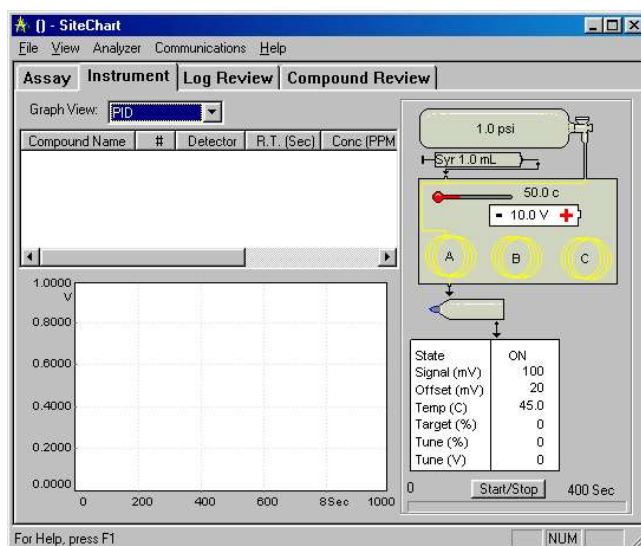 () - SiteChart
File View Analyzer Communications Help
Assay Instrument Log Review Compound Review
Graph View: PID
Compound Name # Detector R.T. (Sec) Conc (PPM
1.0 psi
Syr 1.0 mL
50.0 c
- 10.0 V +
A B C
1.0000
V
0.8000
0.6000
0.4000
0.2000
0.0000
0 200 400 600 8Sec 1000
State ON
Signal (mV) 100
Offset (mV) 20
Temp (C) 45.0
Target (%) 0
Tune (%) 0
Tune (V) 0
0 Start/Stop 400 Sec
For Help, press F1 NUM